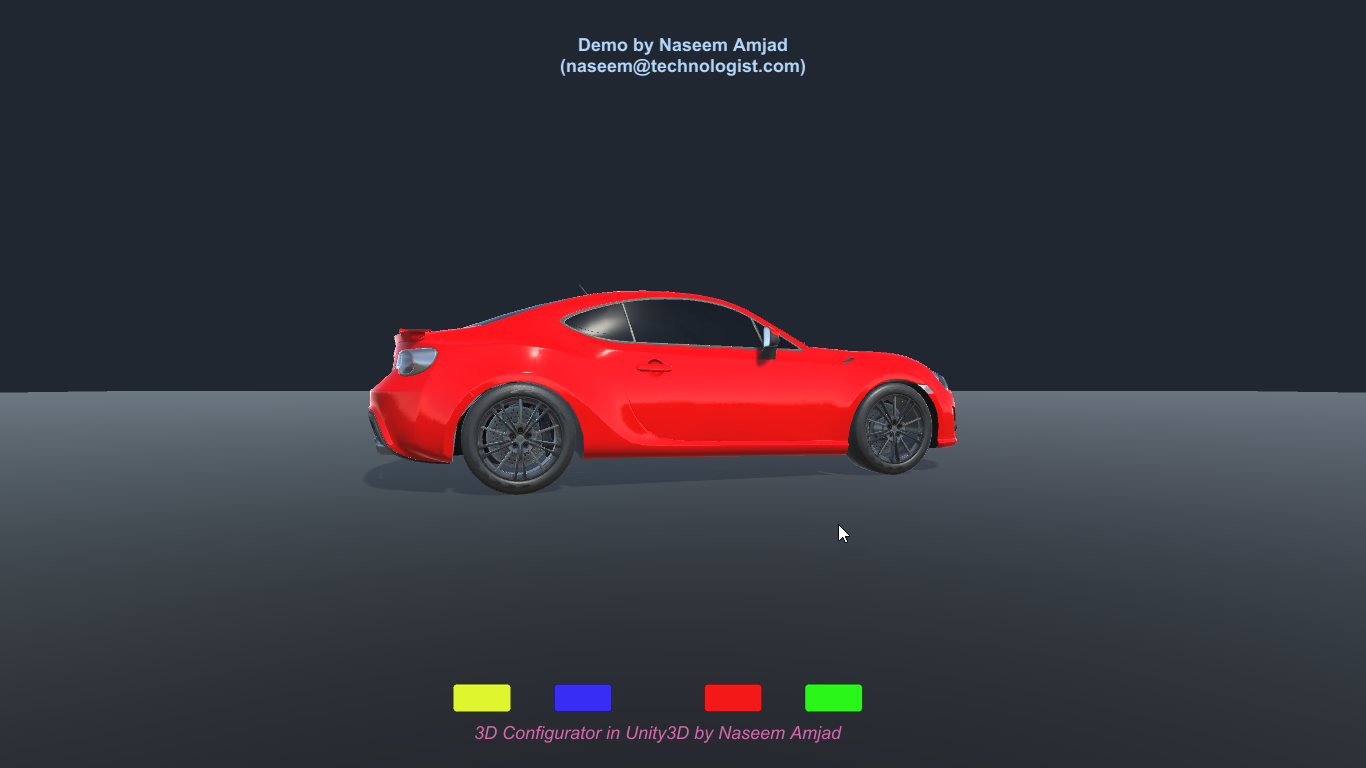 Demo by Naseem Amjad
(naseem@technologist.com)
3D Configurator in Unity3D by Naseem Amjad